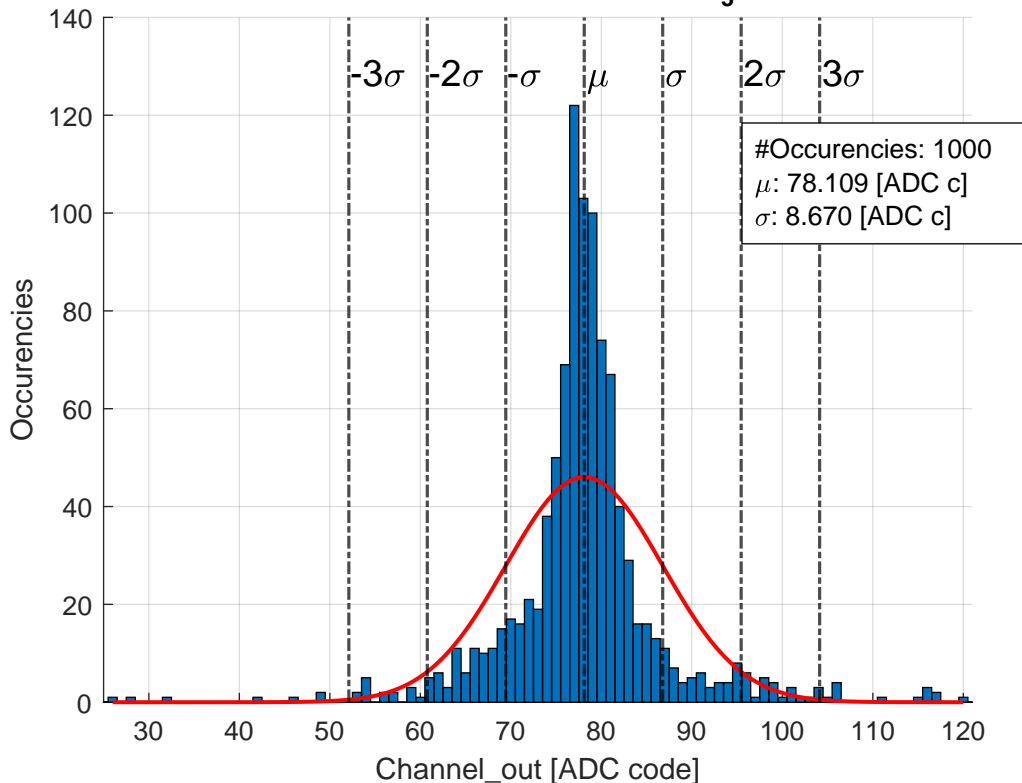 140
120
100
80
60
40
20
0
-3σ -2σ -σ μ σ 2σ 3σ
#Occurencies: 1000
μ: 78.109 [ADC c]
σ: 8.670 [ADC c]
Occurencies
30 40 50 60 70 80 90 100 110 120
Channel_out [ADC code]